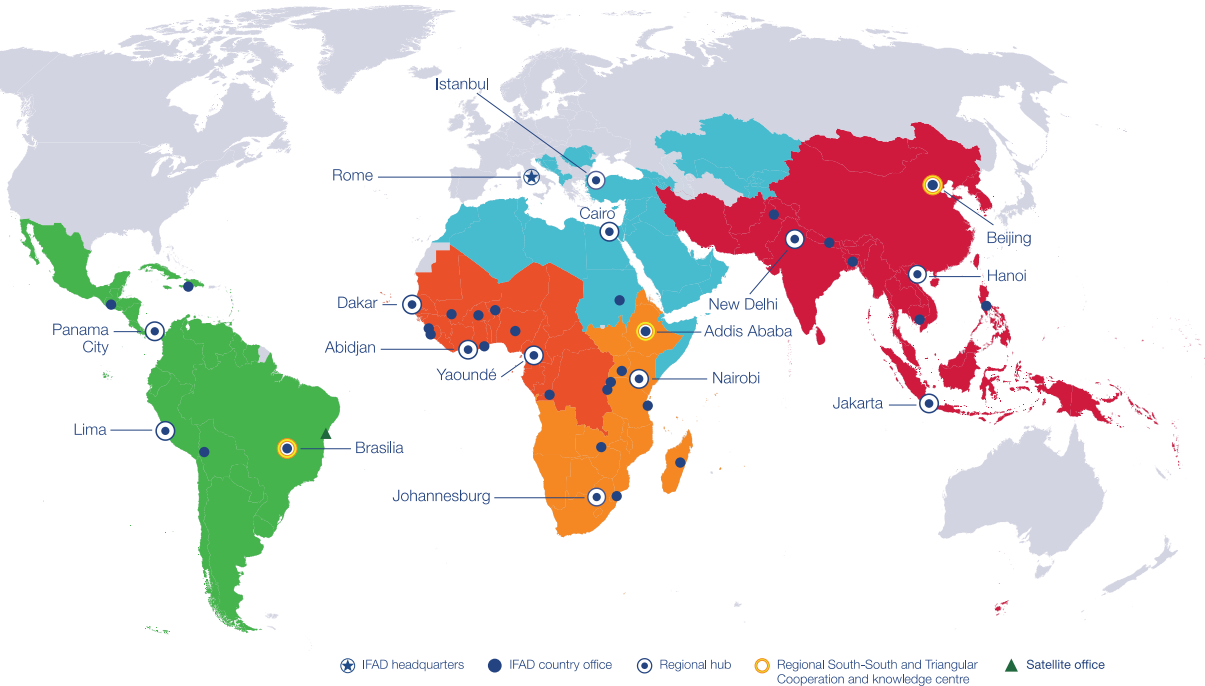 Istanbul
Rome
Cairo
Beijing
Hanoi
New Delhi
Dakar
Addis Ababa
Panama
City
Abidjan
Yaoundé
Nairobi
Jakarta
Lima
Brasilia
Johannesburg
IFAD headquarters
IFAD country office
Regional hub
Regional South-South and Triangular
Cooperation and knowledge centre
Satellite office